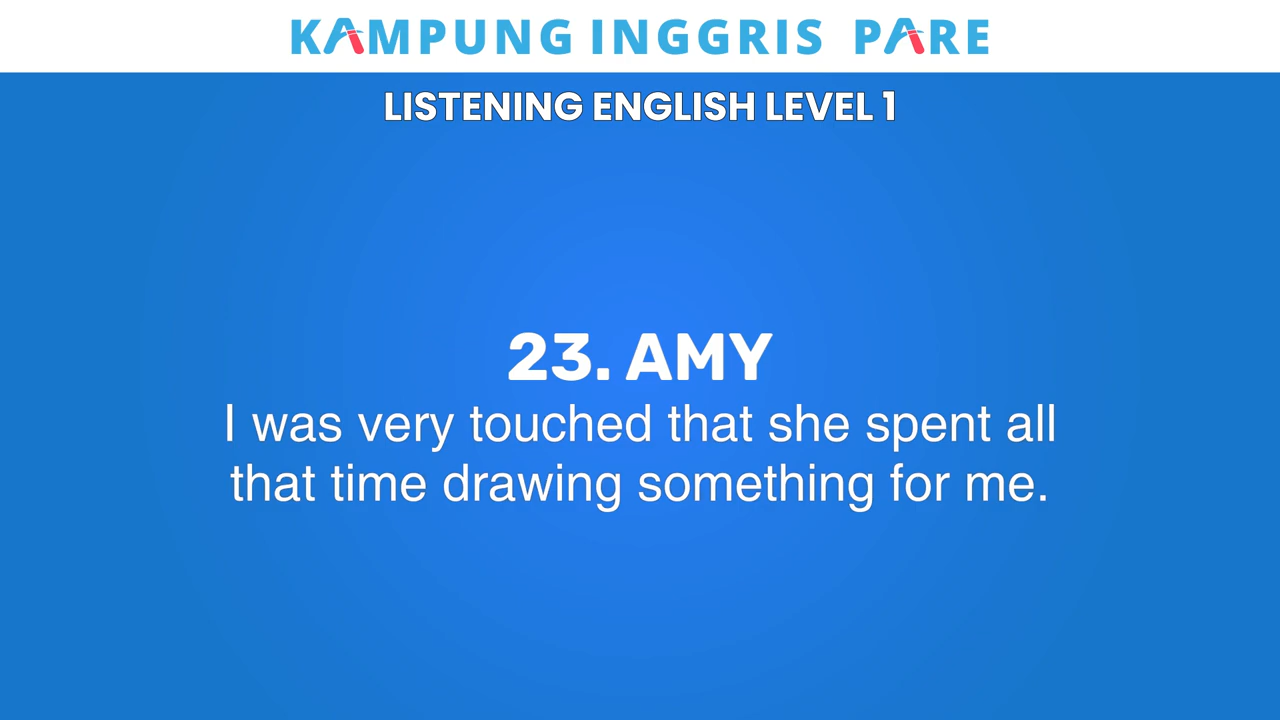 KAMPUNG INGGRIS PARE
LISTENING ENGLISH LEVEL 1
23. AMY
I was very touched that she spent all
that time drawing something for me.